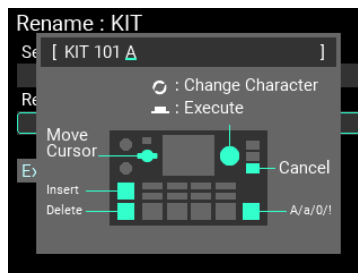 Rename : KIT
Se
[ KIT 101 A ]
: Change Character
Re
: Execute
Move
Cursor
Ex
Cancel
Insert
Delete
A/a/0/!